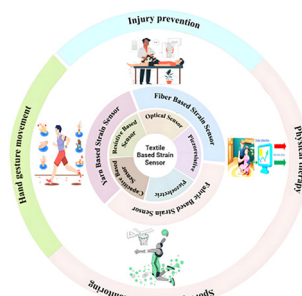 Injury prevention
Physical therapy
Hand gesture movement
Fiber Based Strain Sensor
Yarn Based Strain Sensor
Fabric Based Strain Sensor
Optical Sensor
Resistive Based
Sensor
Capacitive Based
Sensor
Piezoelectric
Piezoresistive
Textile
Based Strain
Sensor